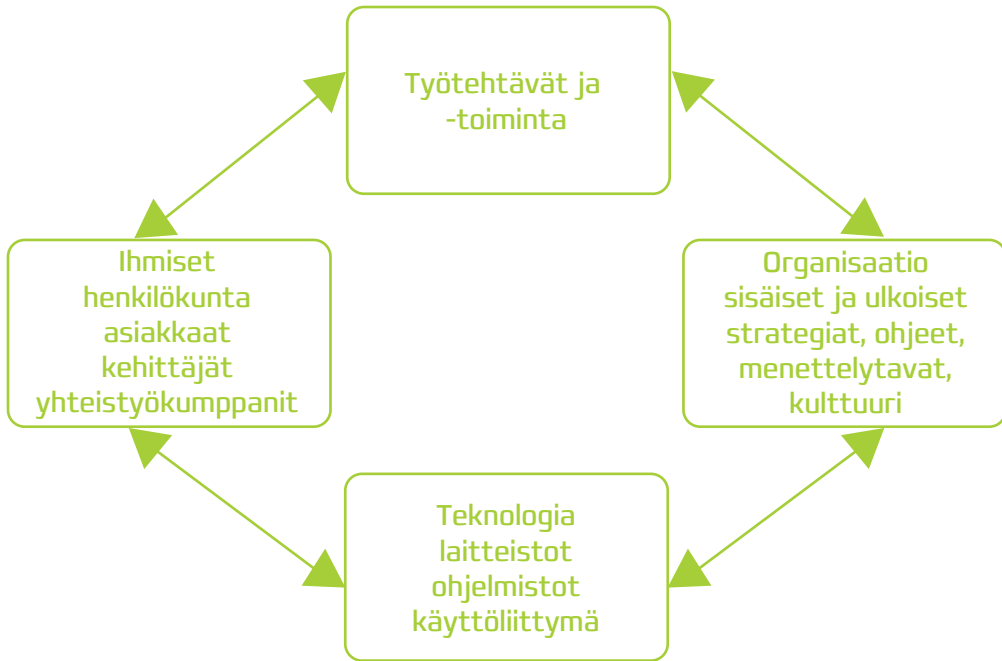 Työtehtävät ja
-toiminta
Ihmiset
henkilökunta
asiakkaat
kehittäjät
yhteistyökumppanit
Organisaatio
sisäiset ja ulkoiset
strategiat, ohjeet,
menettelytavat,
kulttuuri
Teknologia
laitteistot
ohjelmistot
käyttöliittymä